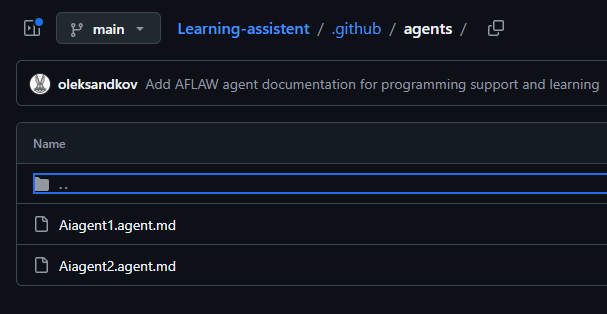 main Learning-assistent / .github / agents /
oleksandkov Add AFLAW agent documentation for programming support and learning
Name
..
Aiagent1.agent.md
Aiagent2.agent.md